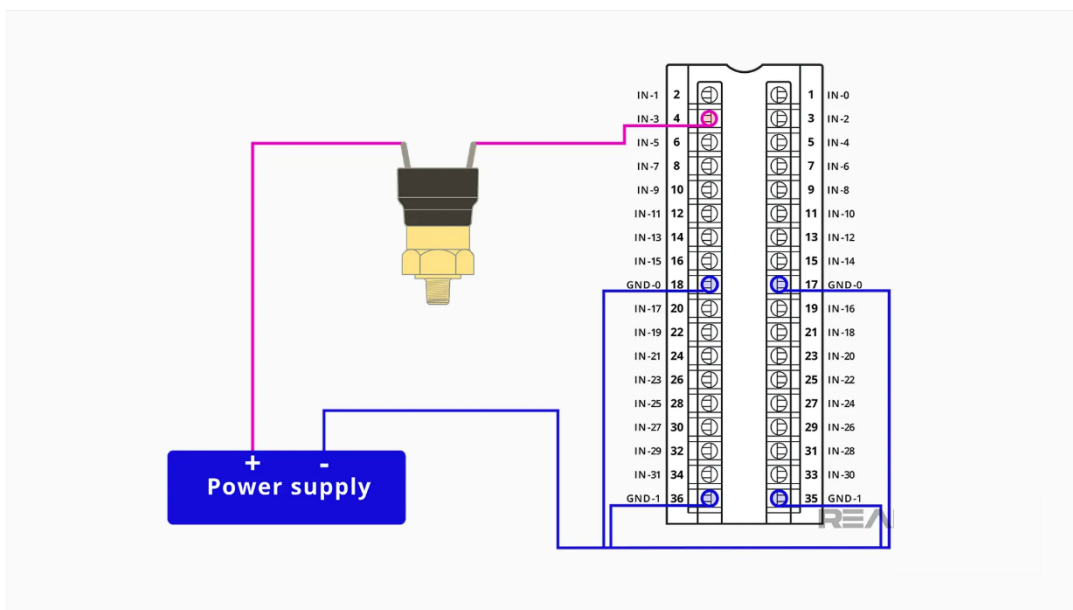 IN-1 2 1 IN-0
IN-3 4 3 IN-2
IN-5 6 5 IN-4
IN-7 8 7 IN-6
IN-9 10 9 IN-8
IN-11 12 11 IN-10
IN-13 14 13 IN-12
IN-15 16 15 IN-14
GND-0 18 17 GND-0
IN-17 20 19 IN-16
IN-19 22 21 IN-18
IN-21 24 23 IN-20
IN-23 26 25 IN-22
IN-25 28 27 IN-24
IN-27 30 29 IN-26
IN-29 32 31 IN-28
IN-31 34 33 IN-30
GND-1 36 35 GND-1
+ -
Power supply